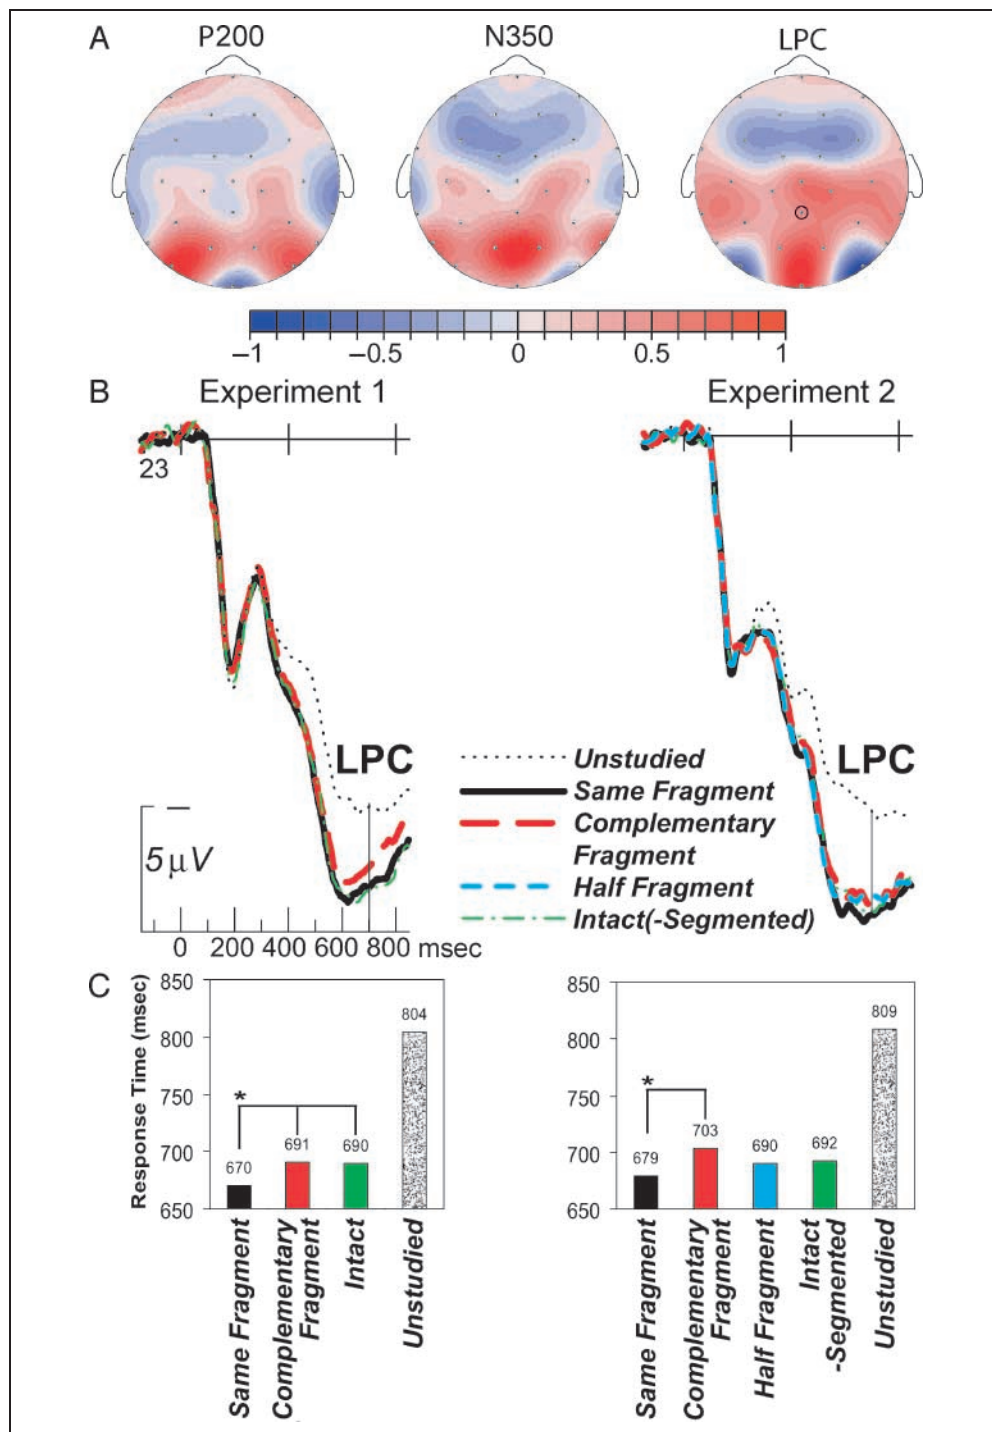 A
P200
N350
LPC
−1
−0.5
0
0.5
1
B
Experiment 1
Experiment 2
23
LPC
LPC
Unstudied
Same Fragment
Complementary
Fragment
Half Fragment
Intact(-Segmented)
5 μV
0 200 400 600 800 msec
C
Response Time (msec)
850
800
750
700
650
*
670
691
690
804
Same Fragment
Complementary
Fragment
Intact
Unstudied
850
800
750
700
650
*
679
703
690
692
809
Same Fragment
Complementary
Fragment
Half Fragment
Intact
-Segmented
Unstudied